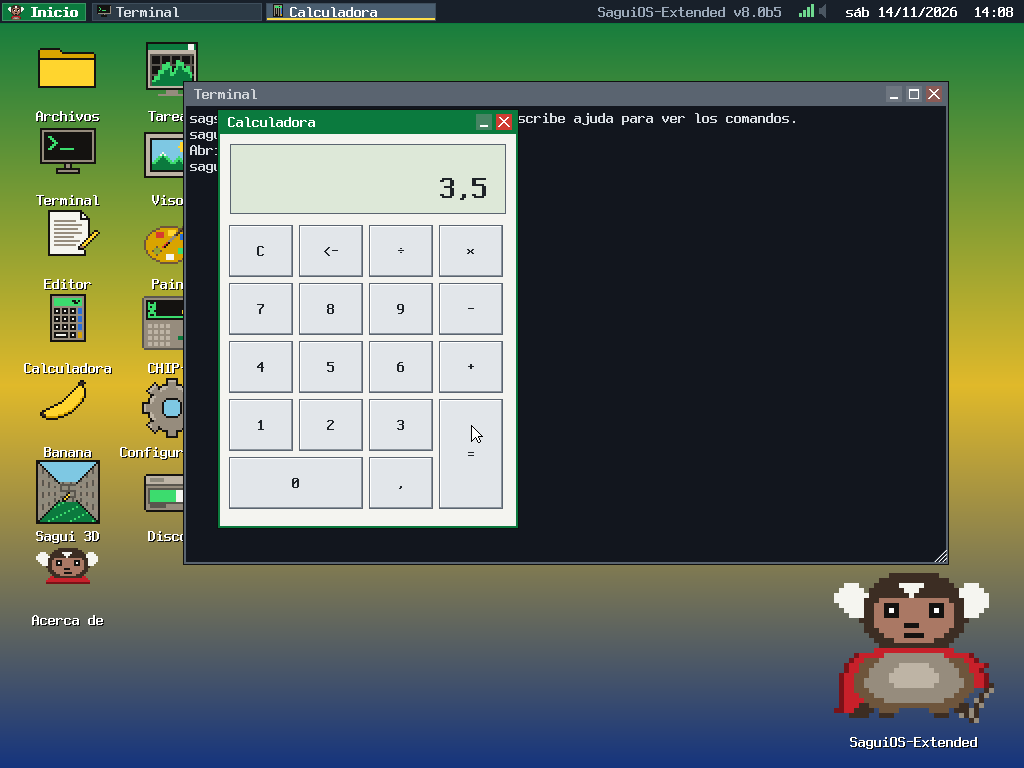 Inicio
Terminal
Calculadora
SaguiOS-Extended v8.0b5
sáb 14/11/2026
14:08
Archivos
Terminal
Terminal
Editor
Calculadora
CHIP-
Banana
Sagui 3D
Acerca de
scribe ajuda para ver los comandos.
Calculadora
3,5
C <- ÷ ×
7 8 9 -
4 5 6 +
1 2 3 =
0 ,
SaguiOS-Extended